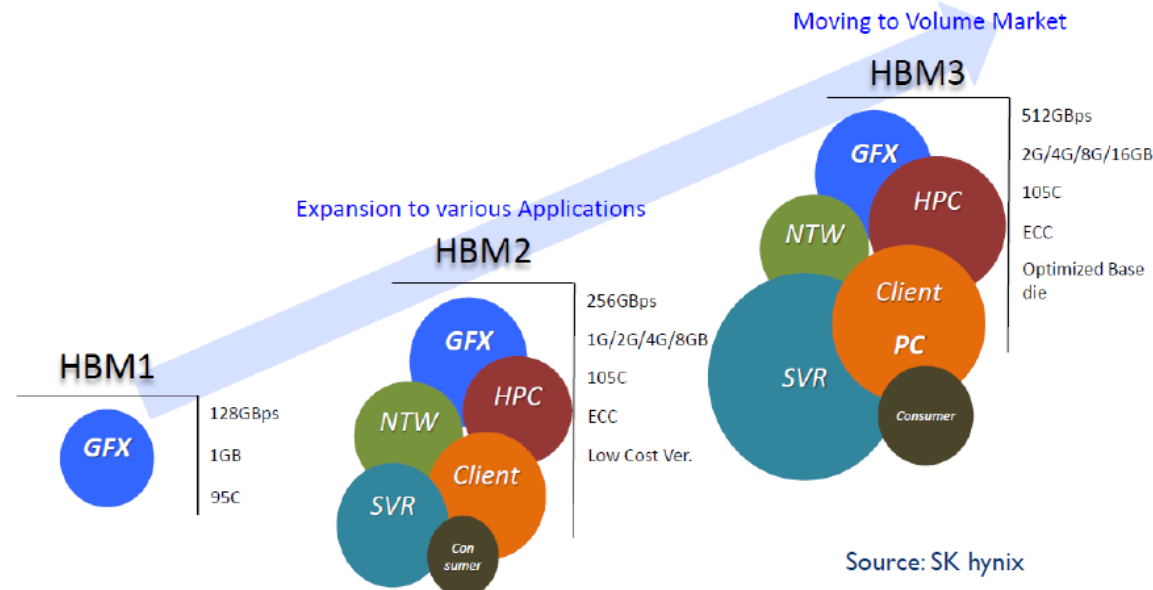 Moving to Volume Market
HBM3
512GBps
2G/4G/8G/16GB
105C
ECC
Optimized Base
die
GFX
HPC
NTW
Client
PC
SVR
Consumer
Expansion to various Applications
HBM2
256GBps
1G/2G/4G/8GB
105C
ECC
Low Cost Ver.
GFX
HPC
NTW
Client
SVR
Con
sumer
HBM1
128GBps
1GB
95C
GFX
Source: SK hynix